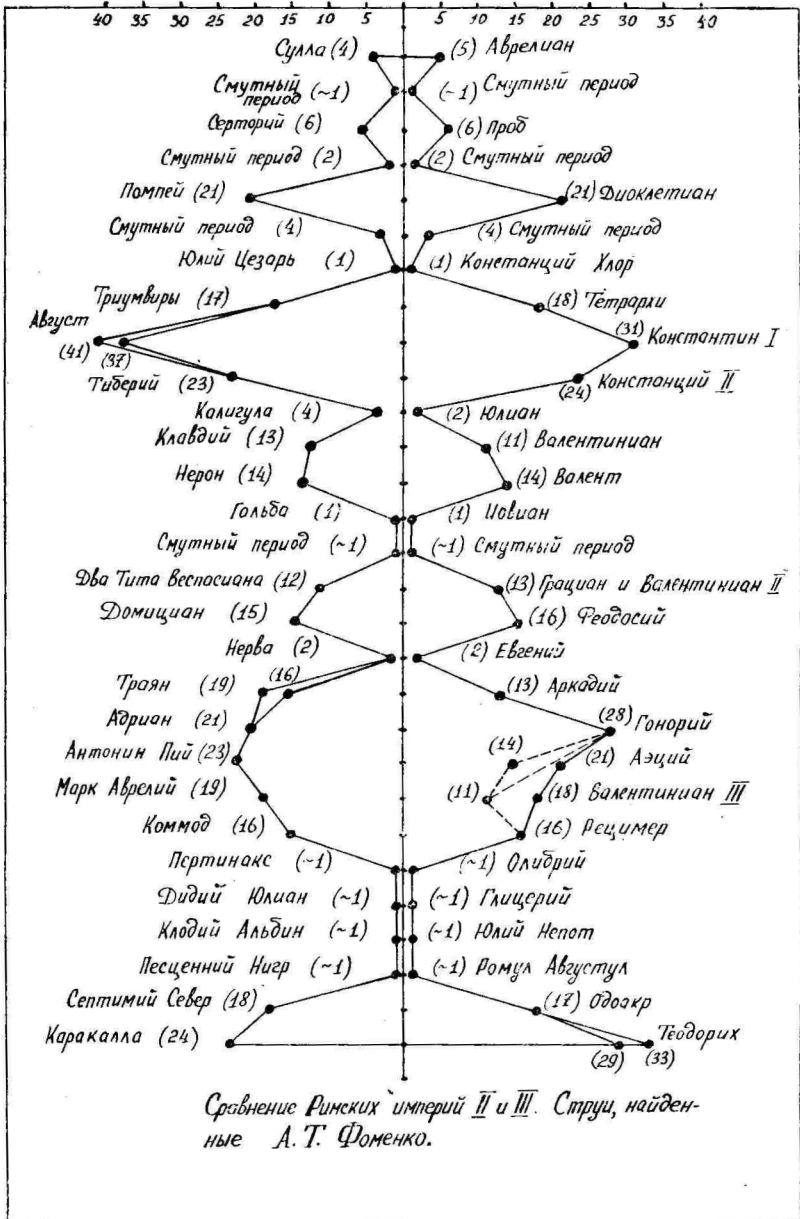 40 35 30 25 20 15 10 5 5 10 15 20 25 30 35 40
Сулла (4) (5) Аврелиан
Смутный период (~1) (~1) Смутный период
Серторий (6) (6) Проб
Смутный период (2) (2) Смутный период
Помпей (21) (21) Диоклетиан
Смутный период (4) (4) Смутный период
Юлий Цезарь (1) (1) Констанций Хлор
Триумвиры (17) (18) Тетрархи
Август (41) (37) (31) Константин I
Тиберий (23) (24) Констанций II
Калигула (4) (2) Юлиан
Клавдий (13) (11) Валентиниан
Нерон (14) (14) Валент
Гальба (1) (1) Иовиан
Смутный период (~1) (~1) Смутный период
Два Тита Веспасиана (12) (13) Грациан и Валентиниан II
Домициан (15) (16) Феодосий
Нерва (2) (2) Евгений
Траян (19) (16) (13) Аркадий
Адриан (21) (28) Гонорий
Антонин Пий (23) (14) (21) Аэций
Марк Аврелий (19) (11) (18) Валентиниан III
Коммод (16) (16) Рецимер
Пертинакс (~1) (~1) Олибрий
Дидий Юлиан (~1) (~1) Глицерий
Клодий Альбин (~1) (~1) Юлий Непот
Песценний Нигр (~1) (~1) Ромул Августул
Септимий Север (18) (17) Одоакр
Каракалла (24) (29) (33) Теодорих
Сравнение Римских империй II и III. Струи, найден-
ные А. Т. Фоменко.